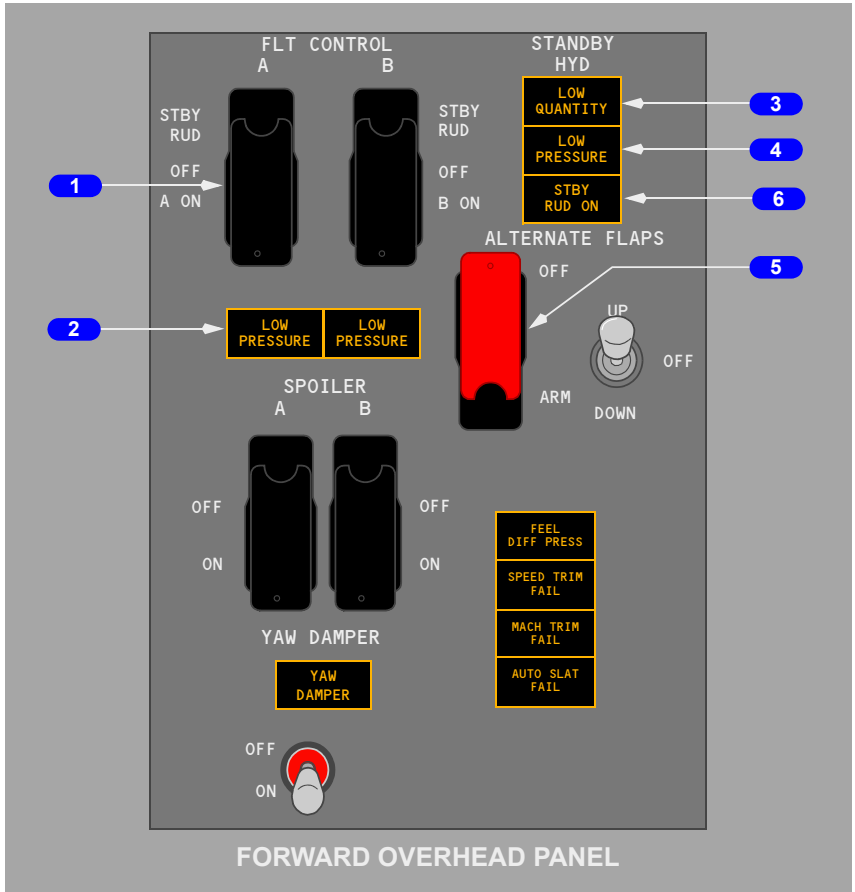 FLT CONTROL
A
B
STANDBY
HYD
LOW
QUANTITY
3
STBY
RUD
STBY
RUD
LOW
PRESSURE
4
OFF
OFF
1
A ON
B ON
STBY
RUD ON
6
ALTERNATE FLAPS
OFF
5
UP
2
LOW
PRESSURE
LOW
PRESSURE
OFF
ARM
DOWN
SPOILER
A
B
OFF
OFF
ON
ON
FEEL
DIFF PRESS
SPEED TRIM
FAIL
MACH TRIM
FAIL
AUTO SLAT
FAIL
YAW DAMPER
YAW
DAMPER
OFF
ON
FORWARD OVERHEAD PANEL